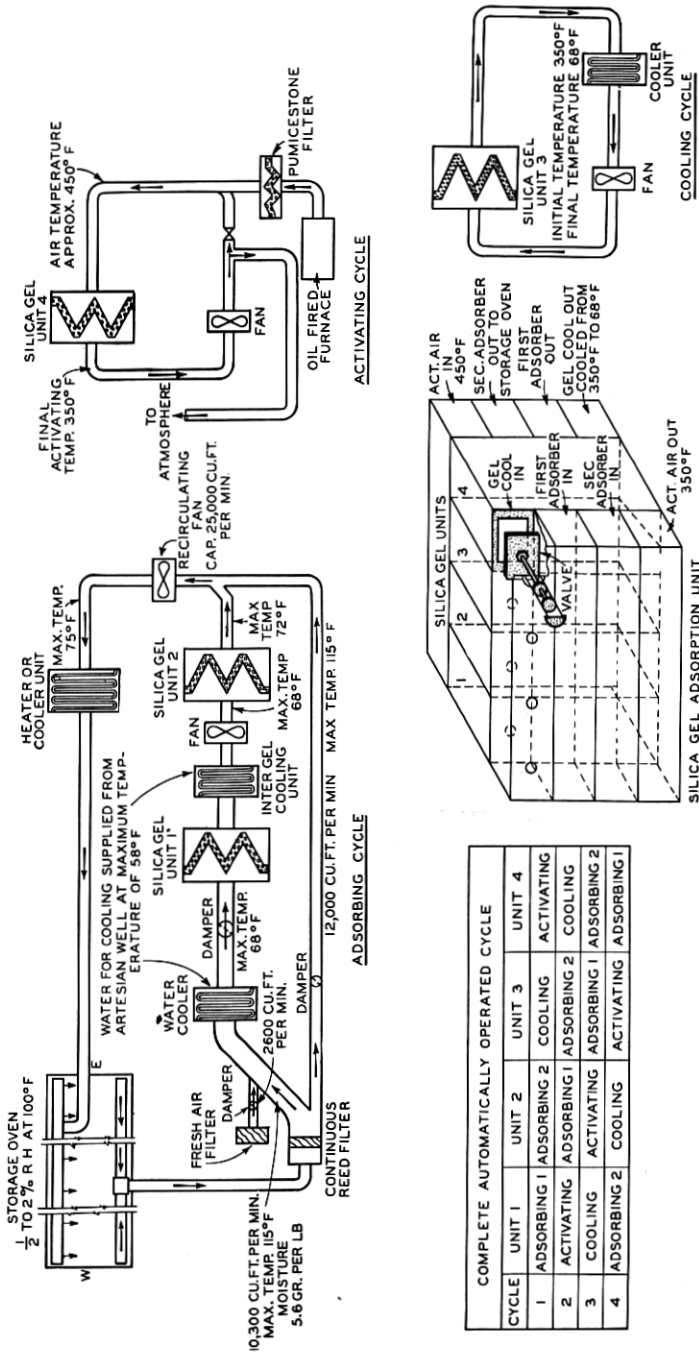 STORAGE OVEN
1/2 TO 2% R H AT 100°F
W
E
HEATER OR
COOLER UNIT
MAX. TEMP.
75°F
WATER FOR COOLING SUPPLIED FROM
ARTESIAN WELL AT MAXIMUM TEMP-
ERATURE OF 58°F
RECIRCULATING
FAN
CAP. 25,000 CU.FT.
PER MIN.
FRESH AIR
FILTER
DAMPER
2600 CU.FT.
PER MIN.
WATER
COOLER
DAMPER
MAX. TEMP.
68°F
SILICA GEL
UNIT 1
INTER GEL
COOLING
UNIT
FAN
MAX. TEMP
68°F
SILICA GEL
UNIT 2
MAX
TEMP
72°F
10,300 CU.FT. PER MIN.
MAX. TEMP. 115°F
MOISTURE
5.6 GR. PER LB
CONTINUOUS
REED FILTER
DAMPER
12,000 CU.FT. PER MIN MAX TEMP. 115°F
ADSORBING CYCLE
FINAL
ACTIVATING
TEMP. 350°F
SILICA GEL
UNIT 4
AIR TEMPERATURE
APPROX. 450°F
TO
ATMOSPHERE
FAN
OIL FIRED
FURNACE
PUMICESTONE
FILTER
ACTIVATING CYCLE
COMPLETE AUTOMATICALLY OPERATED CYCLE
CYCLE UNIT 1 UNIT 2 UNIT 3 UNIT 4
1 ADSORBING 1 ADSORBING 2 COOLING ACTIVATING
2 ACTIVATING ADSORBING 1 ADSORBING 2 COOLING
3 COOLING ACTIVATING ADSORBING 1 ADSORBING 2
4 ADSORBING 2 COOLING ACTIVATING ADSORBING 1
SILICA GEL UNITS
1
2
3
4
ACT. AIR
IN
450°F
SEC. ADSORBER
OUT TO
STORAGE OVEN
FIRST
ADSORBER
OUT
GEL COOL OUT
COOLED FROM
350°F TO 68°F
GEL
COOL
IN
FIRST
ADSORBER
IN
SEC
ADSORBER
IN
VALVE
ACT. AIR OUT
350°F
SILICA GEL ADSORPTION UNIT
SILICA GEL
UNIT 3
INITIAL TEMPERATURE 350°F
FINAL TEMPERATURE 68°F
FAN
COOLER
UNIT
COOLING CYCLE